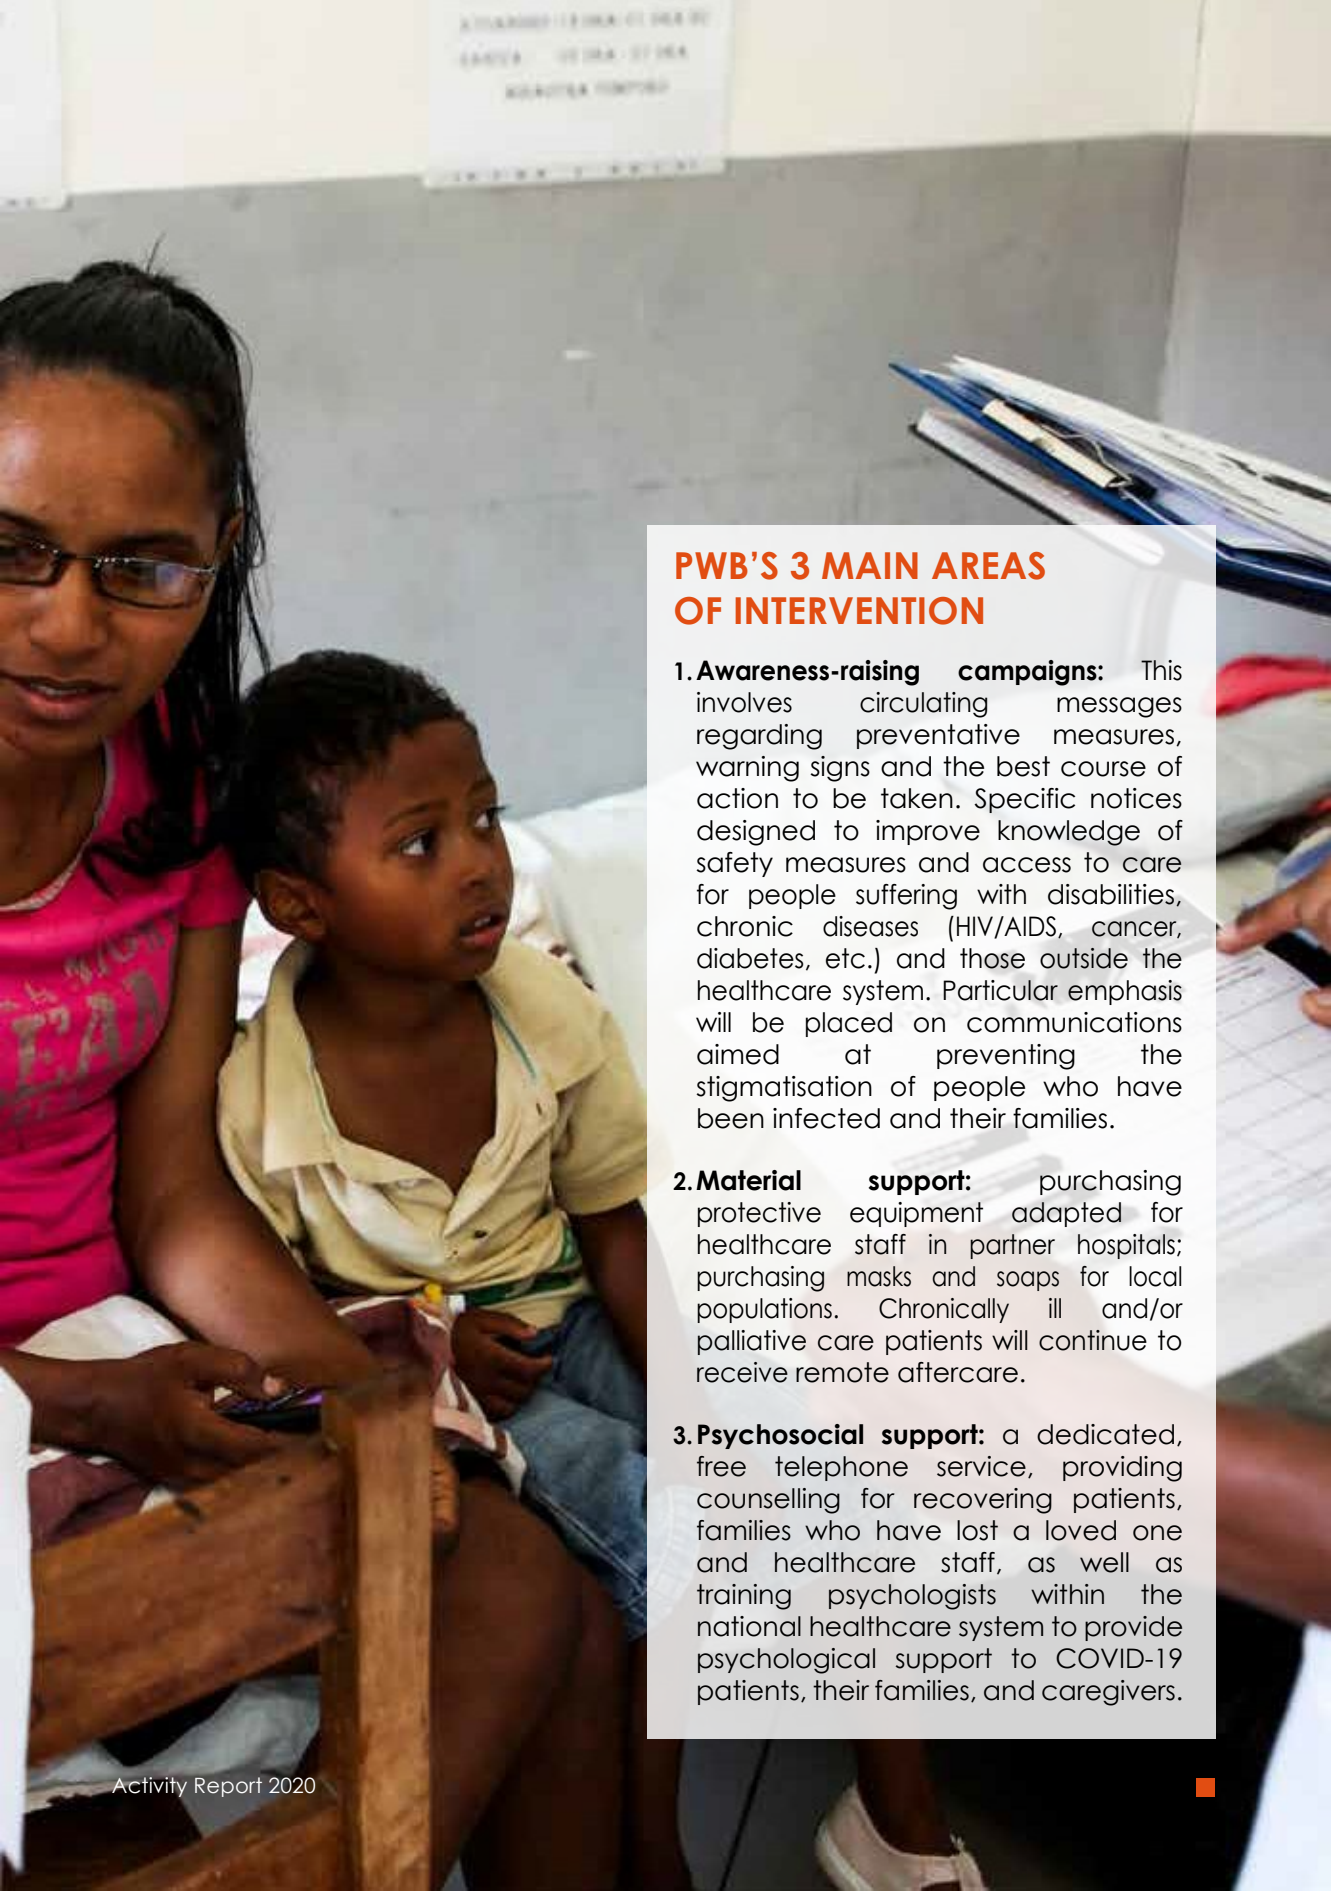 PWB’S 3 MAIN AREAS
OF INTERVENTION
1. Awareness-raising campaigns: This
involves circulating messages
regarding preventative measures,
warning signs and the best course of
action to be taken. Specific notices
designed to improve knowledge of
safety measures and access to care
for people suffering with disabilities,
chronic diseases (HIV/AIDS, cancer,
diabetes, etc.) and those outside the
healthcare system. Particular emphasis
will be placed on communications
aimed at preventing the
stigmatisation of people who have
been infected and their families.
2. Material support: purchasing
protective equipment adapted for
healthcare staff in partner hospitals;
purchasing masks and soaps for local
populations. Chronically ill and/or
palliative care patients will continue to
receive remote aftercare.
3. Psychosocial support: a dedicated,
free telephone service, providing
counselling for recovering patients,
families who have lost a loved one
and healthcare staff, as well as
training psychologists within the
national healthcare system to provide
psychological support to COVID-19
patients, their families, and caregivers.
Activity Report 2020